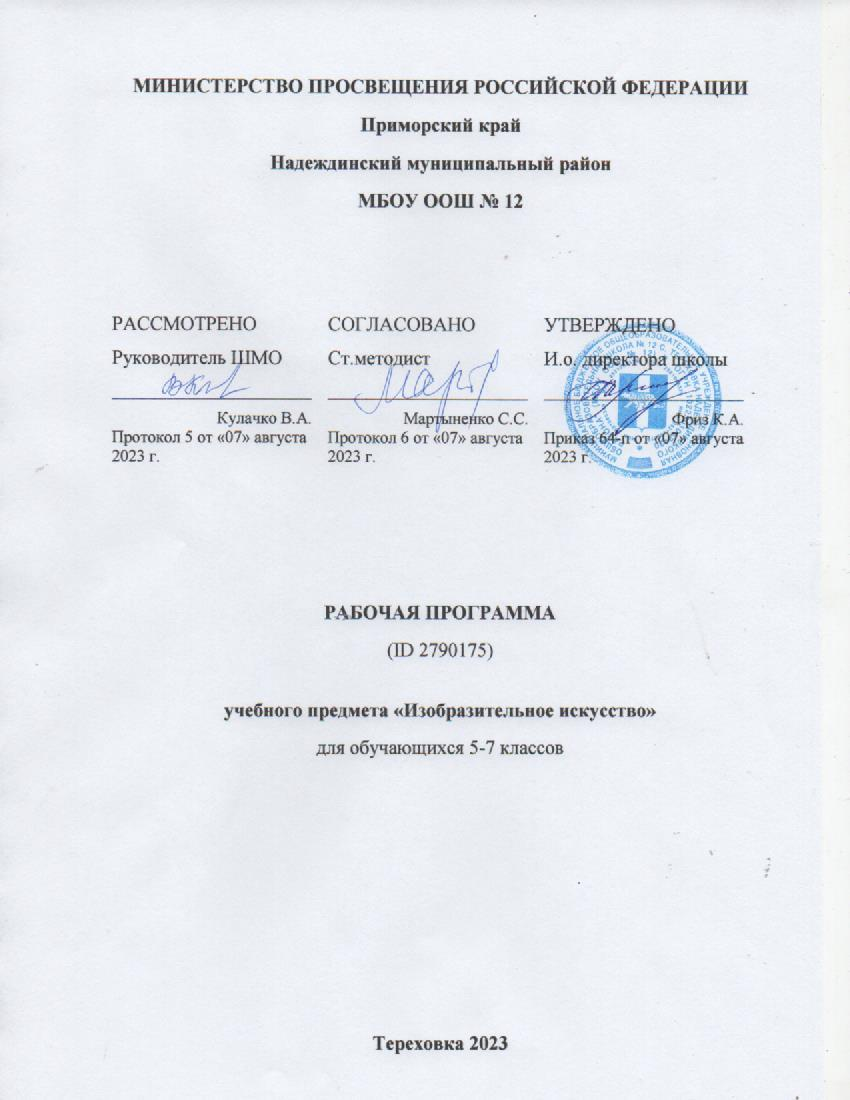 МИНИСТЕРСТВО ПРОСВЕЩЕНИЯ РОССИЙСКОЙ ФЕДЕРАЦИИ
Приморский край
Надеждинский муниципальный район
МБОУ ООШ № 12
РАССМОТРЕНО
Руководитель ШМО
Кулачко В.А.
Протокол 5 от «07» августа
2023 г.
СОГЛАСОВАНО
Ст.методист
Мартыненко С.С.
Протокол 6 от «07» августа
2023 г.
УТВЕРЖДЕНО
И.о. директора школы
Фриз К.А.
Приказ 64-п от «07» августа
2023 г.
РАБОЧАЯ ПРОГРАММА
(ID 2790175)
учебного предмета «Изобразительное искусство»
для обучающихся 5-7 классов
Тереховка 2023